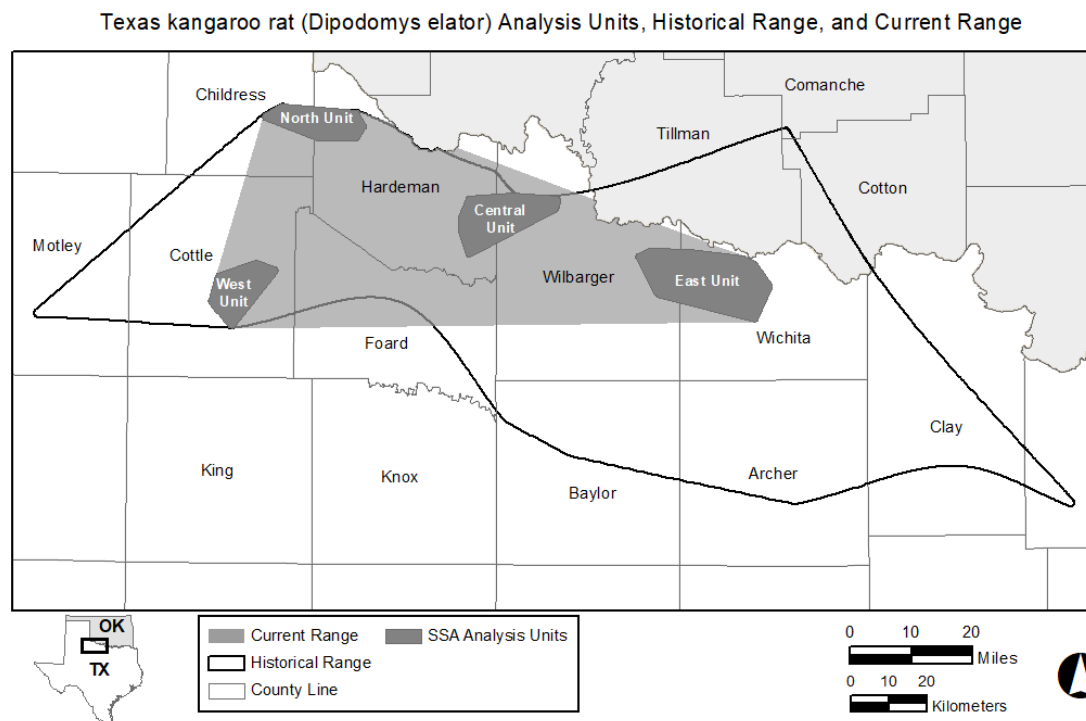 Texas kangaroo rat (Dipodomys elator) Analysis Units, Historical Range, and Current Range
Comanche
Childress
North Unit
Tillman
Hardeman
Cotton
Central
Unit
Motley
Cottle
West
Unit
Wilbarger
East Unit
Foard
Wichita
Clay
King
Knox
Baylor
Archer
OK
TX
Current Range
SSA Analysis Units
Historical Range
County Line
0 10 20
Miles
0 10 20
Kilometers